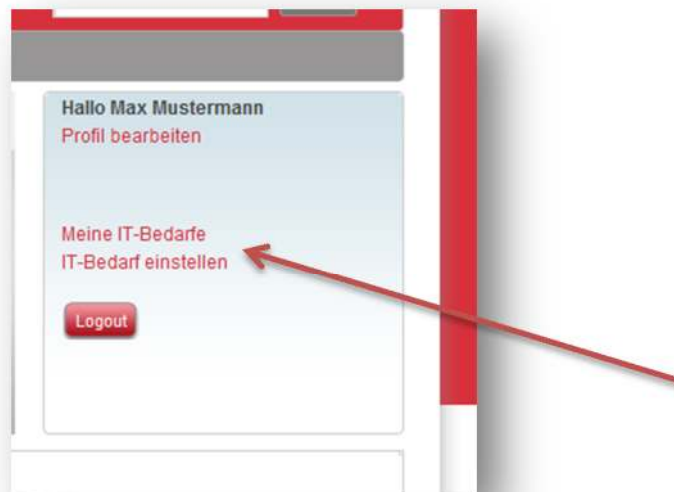 Hallo Max Mustermann
Profil bearbeiten
Meine IT-Bedarfe
IT-Bedarf einstellen
Logout